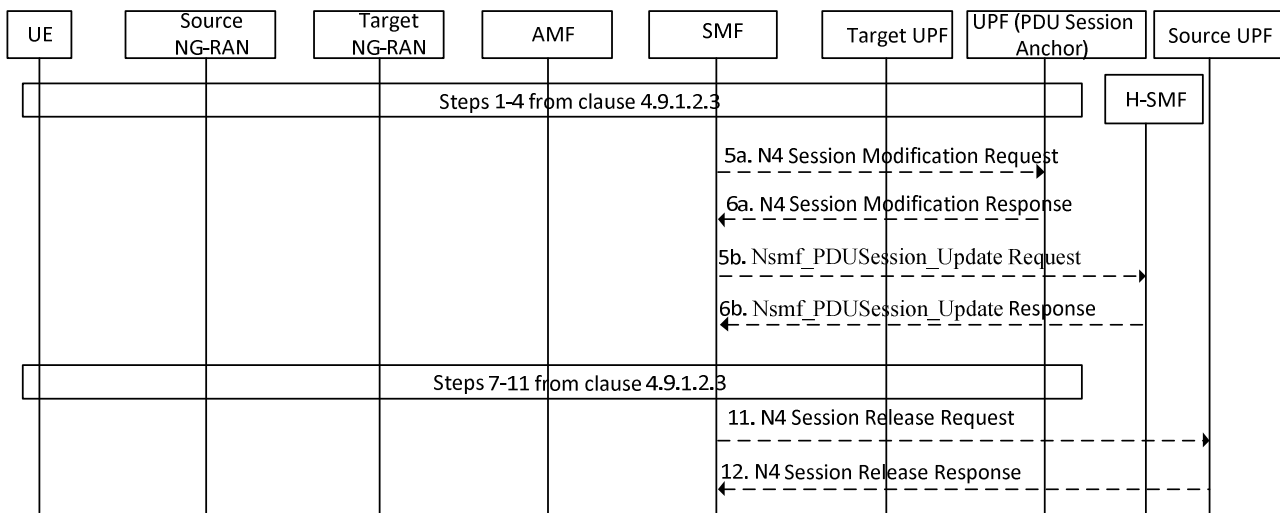 UE
Source
NG-RAN
Target
NG-RAN
AMF
SMF
Target UPF
UPF (PDU Session
Anchor)
Source UPF
Steps 1-4 from clause 4.9.1.2.3
H-SMF
5a. N4 Session Modification Request
6a. N4 Session Modification Response
5b. Nsmf_PDUSession_Update Request
6b. Nsmf_PDUSession_Update Response
Steps 7-11 from clause 4.9.1.2.3
11. N4 Session Release Request
12. N4 Session Release Response